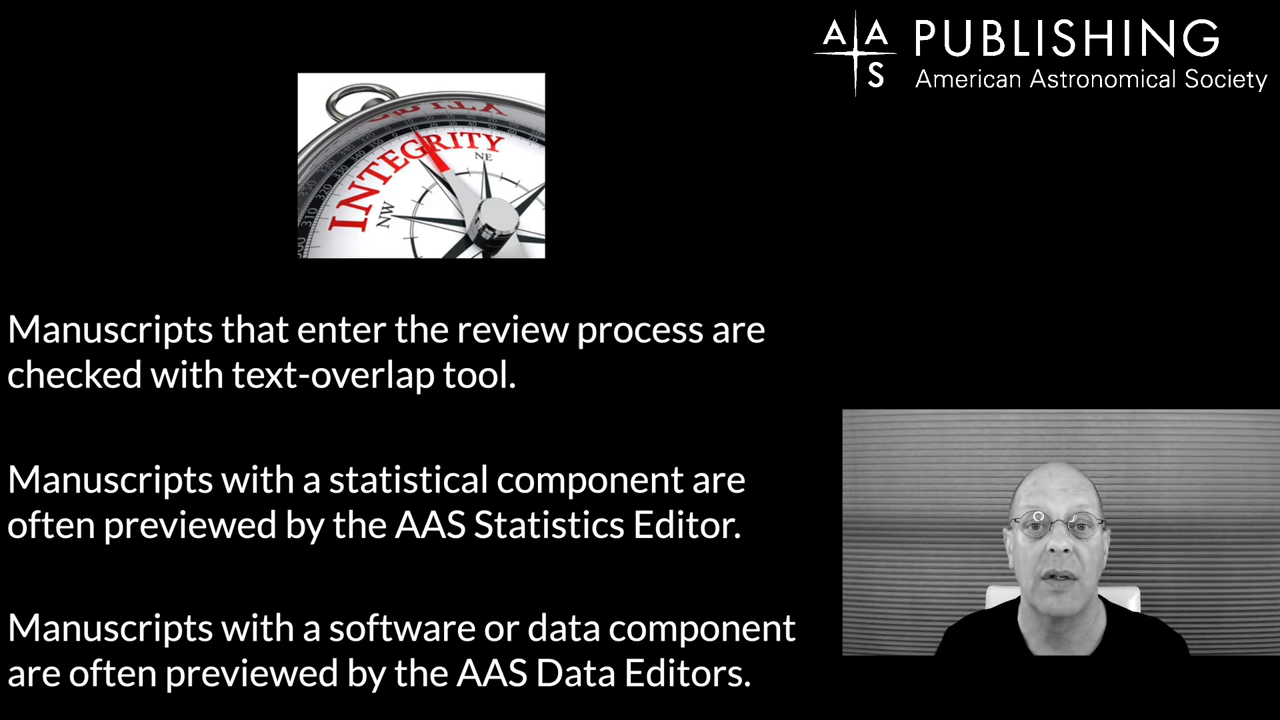 A A
S
PUBLISHING
American Astronomical Society
INTEGRITY
NE
NW
Manuscripts that enter the review process are
checked with text-overlap tool.
Manuscripts with a statistical component are
often previewed by the AAS Statistics Editor.
Manuscripts with a software or data component
are often previewed by the AAS Data Editors.